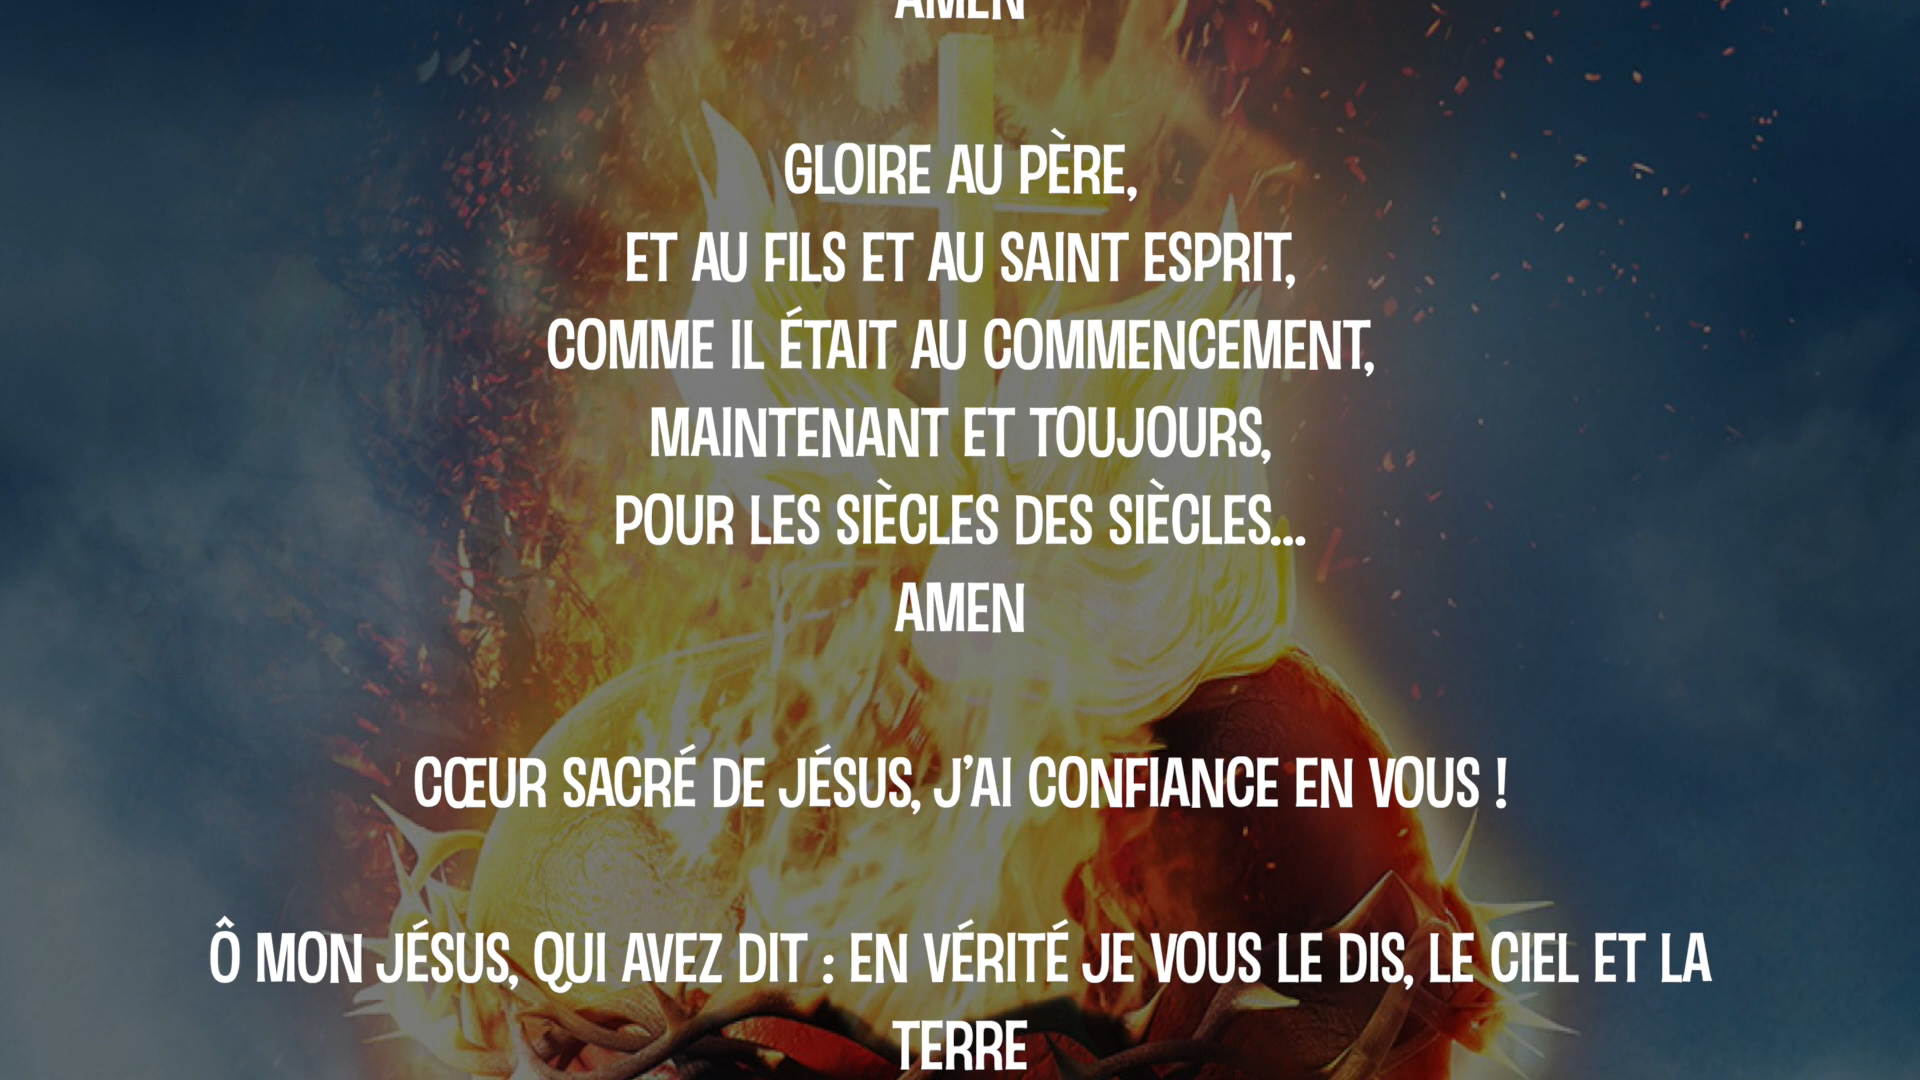 AMEN
GLOIRE AU PÈRE,
ET AU FILS ET AU SAINT ESPRIT,
COMME IL ÉTAIT AU COMMENCEMENT,
MAINTENANT ET TOUJOURS,
POUR LES SIÈCLES DES SIÈCLES...
AMEN
CŒUR SACRÉ DE JÉSUS, J'AI CONFIANCE EN VOUS !
Ô MON JÉSUS, QUI AVEZ DIT : EN VÉRITÉ JE VOUS LE DIS, LE CIEL ET LA
TERRE